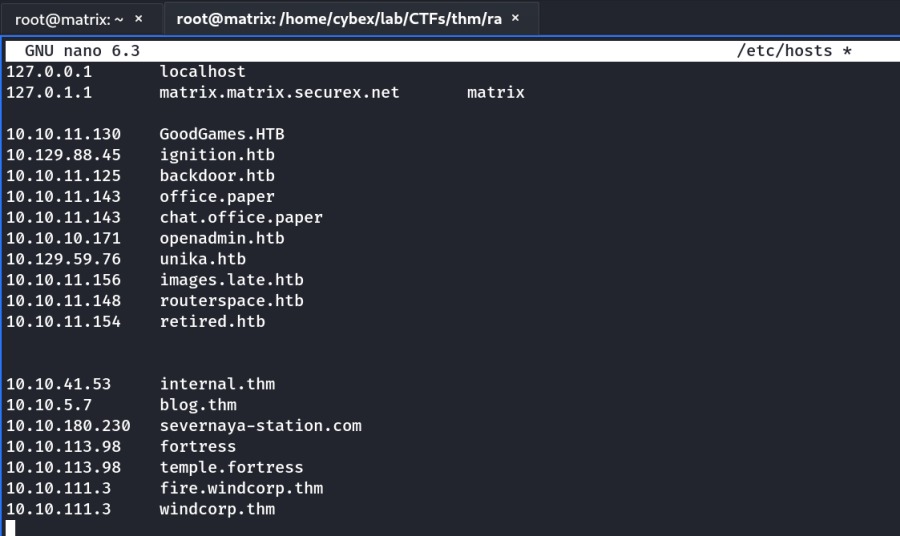 root@matrix: ~ × root@matrix: /home/cybex/lab/CTFs/thm/ra ×
GNU nano 6.3 /etc/hosts *
127.0.0.1 localhost
127.0.1.1 matrix.matrix.securex.net matrix
10.10.11.130 GoodGames.HTB
10.129.88.45 ignition.htb
10.10.11.125 backdoor.htb
10.10.11.143 office.paper
10.10.11.143 chat.office.paper
10.10.10.171 openadmin.htb
10.129.59.76 unika.htb
10.10.11.156 images.late.htb
10.10.11.148 routerspace.htb
10.10.11.154 retired.htb
10.10.41.53 internal.thm
10.10.5.7 blog.thm
10.10.180.230 severnaya-station.com
10.10.113.98 fortress
10.10.113.98 temple.fortress
10.10.111.3 fire.windcorp.thm
10.10.111.3 windcorp.thm